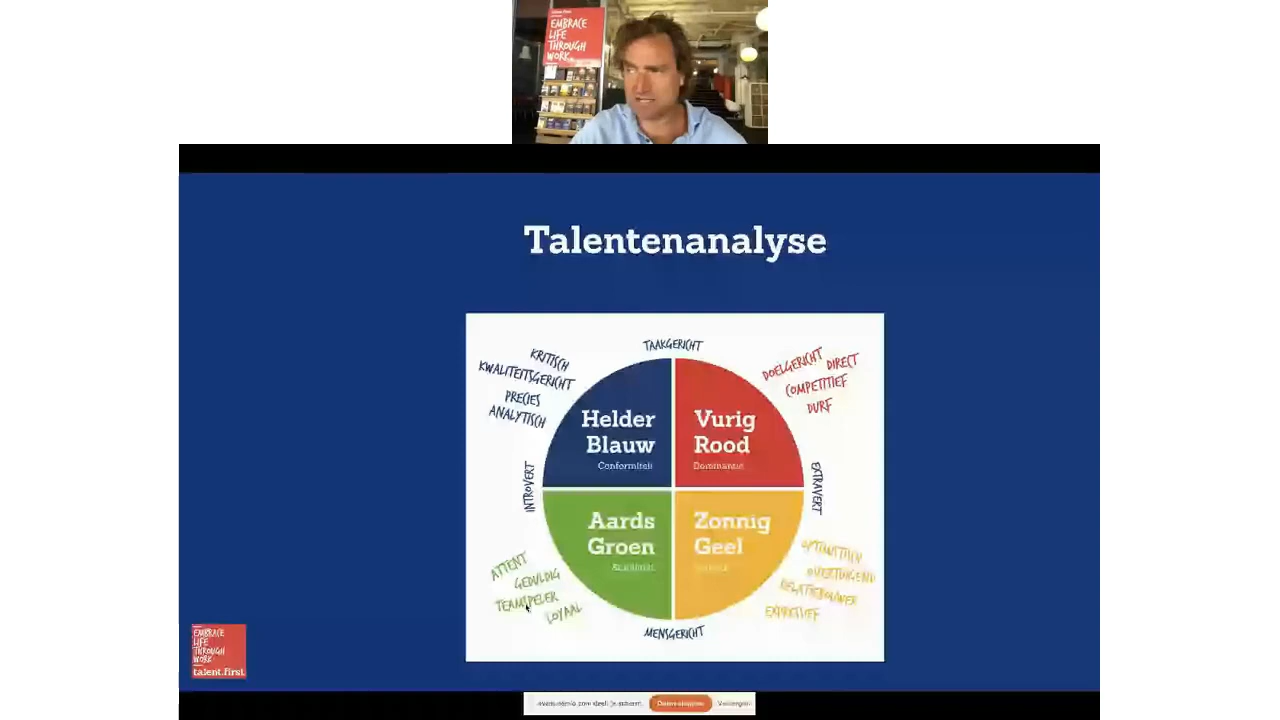 EMBRACE
LIFE
THROUGH
WORK
Talentenanalyse
TAAKGERICHT
KRITISCH
KWALITEITSGERICHT
PRECIES
ANALYTISCH
DOELGERICHT
DIRECT
COMPETITIEF
DURF
Helder
Blauw
Conformiteit
Vurig
Rood
Dominantie
INTROVERT
EXTRAVERT
Aards
Groen
Zonnig
Geel
ATTENT
GEDULDIG
TEAMSPELER
LOYAAL
OPTIMISTISCH
OVERTUIGEND
RELATIEBOUWER
EXPRESSIEF
MENSGERICHT
EMBRACE
LIFE
THROUGH
WORK
talent.first
Verbergen